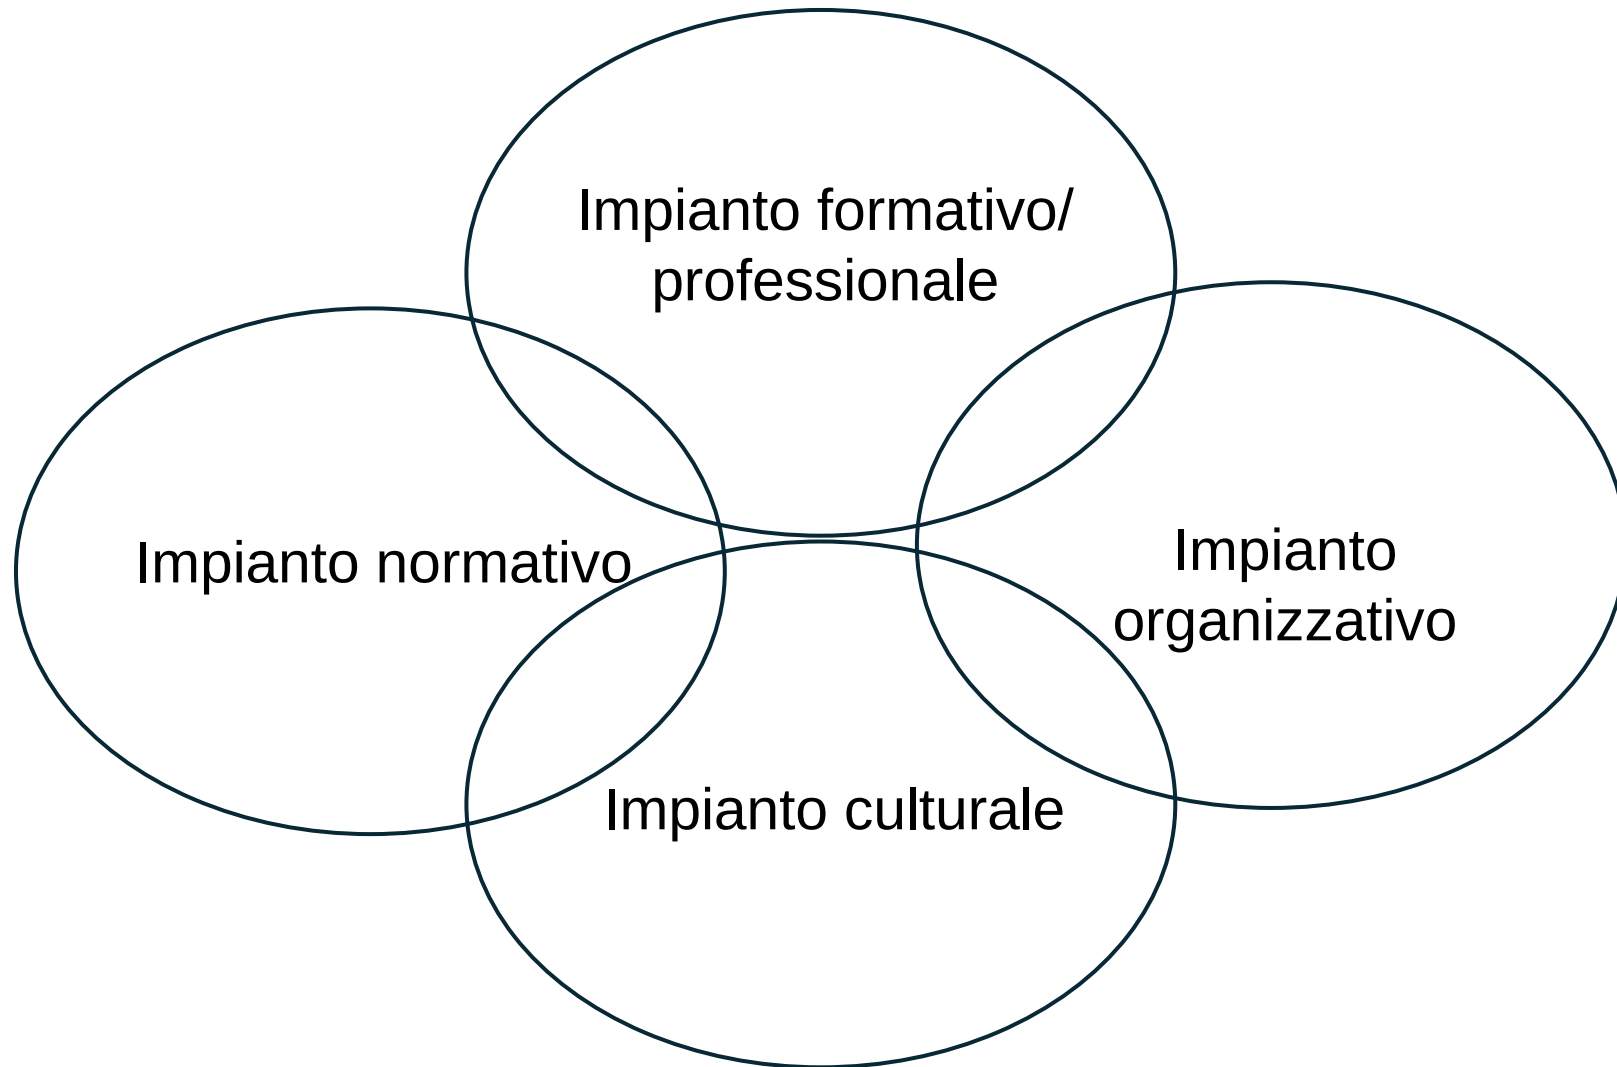 Impianto formativo/
professionale
Impianto normativo
Impianto
organizzativo
Impianto culturale